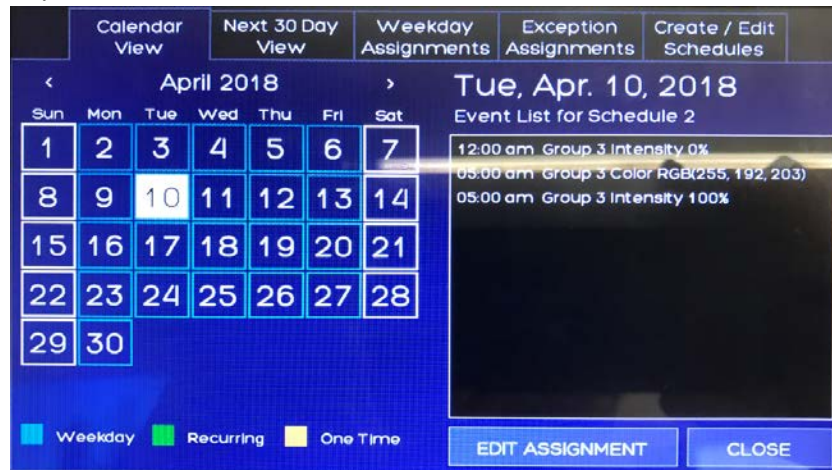 Calendar View
Next 30 Day View
Weekday Assignments
Exception Assignments
Create / Edit Schedules
< April 2018 >
Sun Mon Tue Wed Thu Fri Sat
1 2 3 4 5 6 7
8 9 10 11 12 13 14
15 16 17 18 19 20 21
22 23 24 25 26 27 28
29 30
Weekday Recurring One Time
Tue, Apr. 10, 2018
Event List for Schedule 2
12:00 am Group 3 Intensity 0%
05:00 am Group 3 Color RGB(255, 192, 203)
05:00 am Group 3 Intensity 100%
EDIT ASSIGNMENT
CLOSE